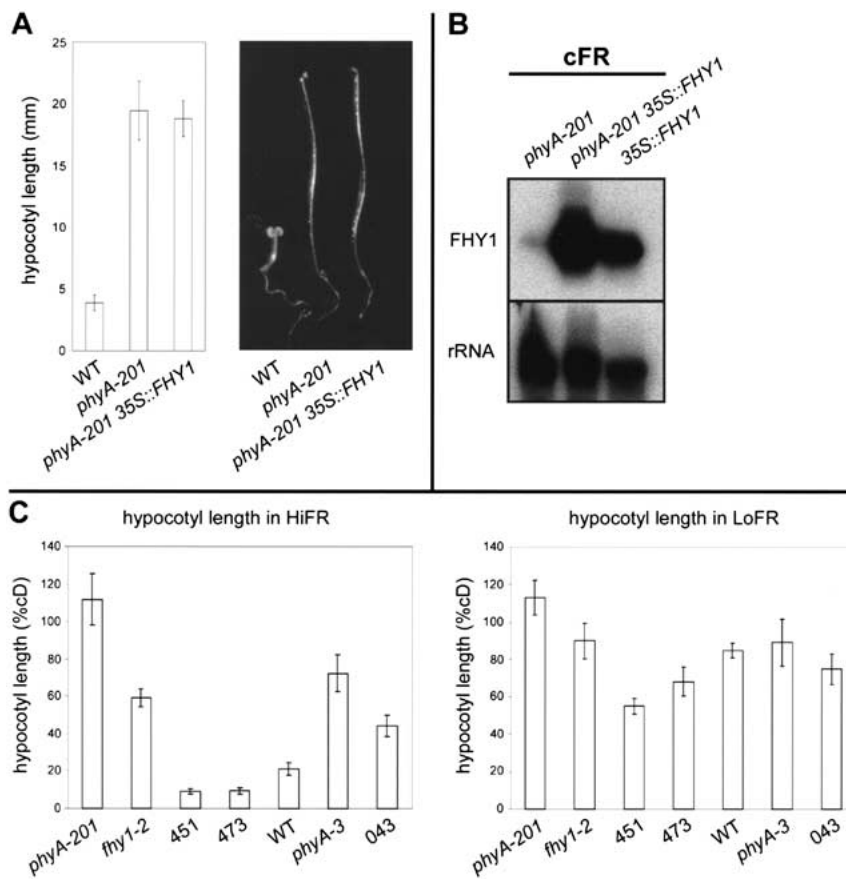 A
hypocotyl length (mm)
25
20
15
10
5
0
WT
phyA-201
phyA-201 35S::FHY1
WT
phyA-201
phyA-201 35S::FHY1
B
cFR
phyA-201
phyA-201 35S::FHY1
35S::FHY1
FHY1
rRNA
C
hypocotyl length in HiFR
hypocotyl length (%cD)
140
120
100
80
60
40
20
0
phyA-201
fhy1-2
451
473
WT
phyA-3
043
hypocotyl length in LoFR
hypocotyl length (%cD)
140
120
100
80
60
40
20
0
phyA-201
fhy1-2
451
473
WT
phyA-3
043